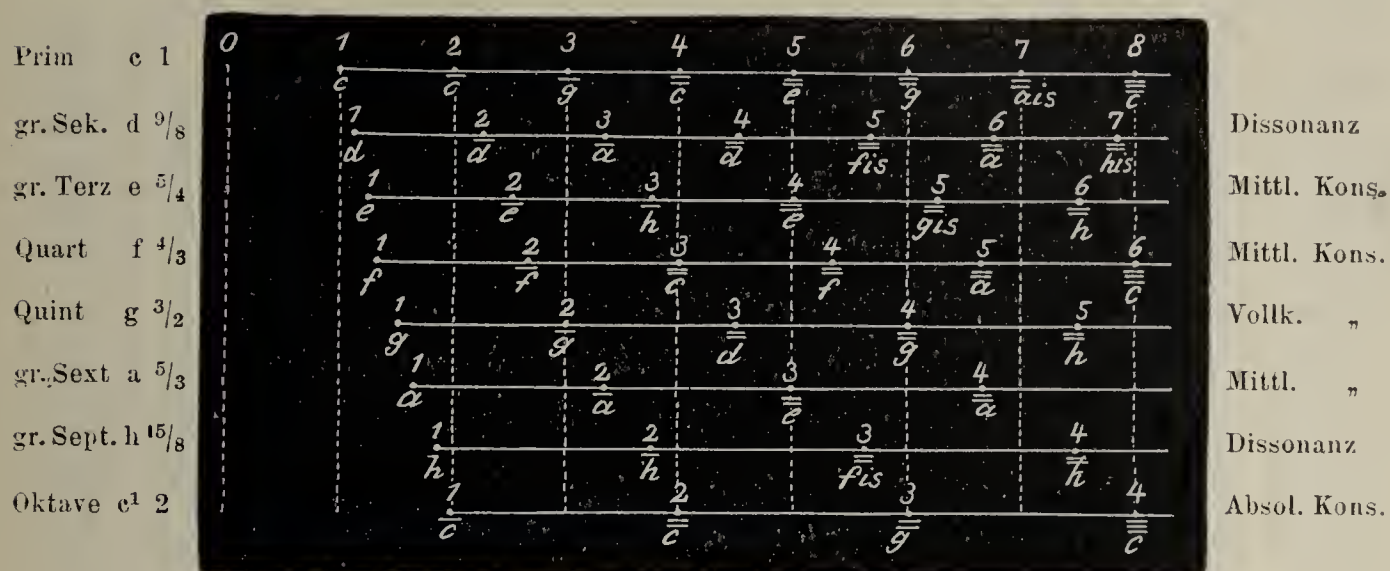 0 1 2 3 4 5 6 7 8
Prim c 1
c c g c e g ais c
gr. Sek. d 9/8 1 2 3 4 5 6 7 Dissonanz
d d a d fis a his
gr. Terz e 5/4 1 2 3 4 5 6 Mittl. Kons.
e e h e gis h
Quart f 4/3 1 2 3 4 5 6 Mittl. Kons.
f f c f a c
Quint g 3/2 1 2 3 4 5 Vollk. „
g g d g h
gr. Sext a 5/3 1 2 3 4 Mittl. „
a a e a
gr. Sept. h 15/8 1 2 3 4 Dissonanz
h h fis h
Oktave c1 2 1 2 3 4 Absol. Kons.
c c g c